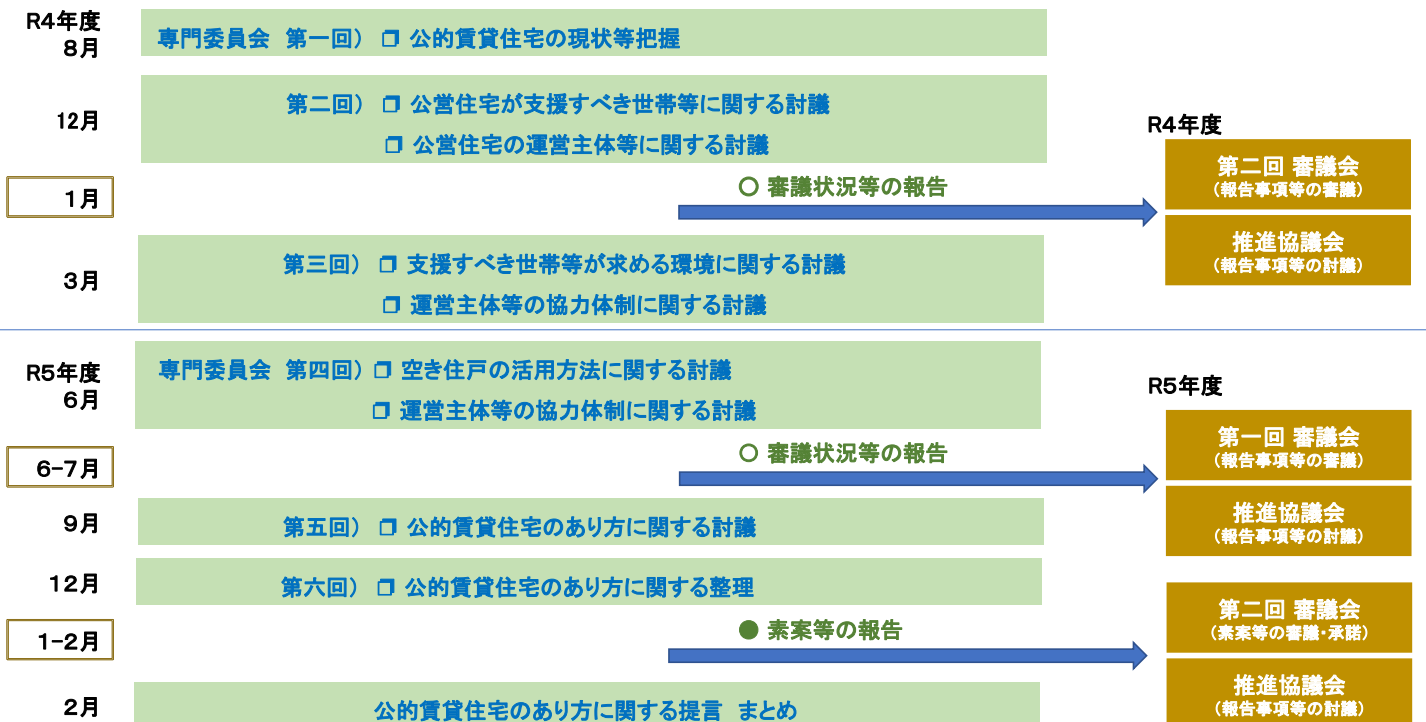 R4年度
8月
専門委員会 第一回) ❐ 公的賃貸住宅の現状等把握
12月
第二回) ❐ 公営住宅が支援すべき世帯等に関する討議
❐ 公営住宅の運営主体等に関する討議
R4年度
第二回 審議会
(報告事項等の審議)
1月
○ 審議状況等の報告
推進協議会
(報告事項等の討議)
3月
第三回) ❐ 支援すべき世帯等が求める環境に関する討議
❐ 運営主体等の協力体制に関する討議
R5年度
6月
専門委員会 第四回) ❐ 空き住戸の活用方法に関する討議
❐ 運営主体等の協力体制に関する討議
R5年度
第一回 審議会
(報告事項等の審議)
6-7月
○ 審議状況等の報告
推進協議会
(報告事項等の討議)
9月
第五回) ❐ 公的賃貸住宅のあり方に関する討議
12月
第六回) ❐ 公的賃貸住宅のあり方に関する整理
第二回 審議会
(素案等の審議・承諾)
1-2月
● 素案等の報告
推進協議会
(報告事項等の討議)
2月
公的賃貸住宅のあり方に関する提言 まとめ